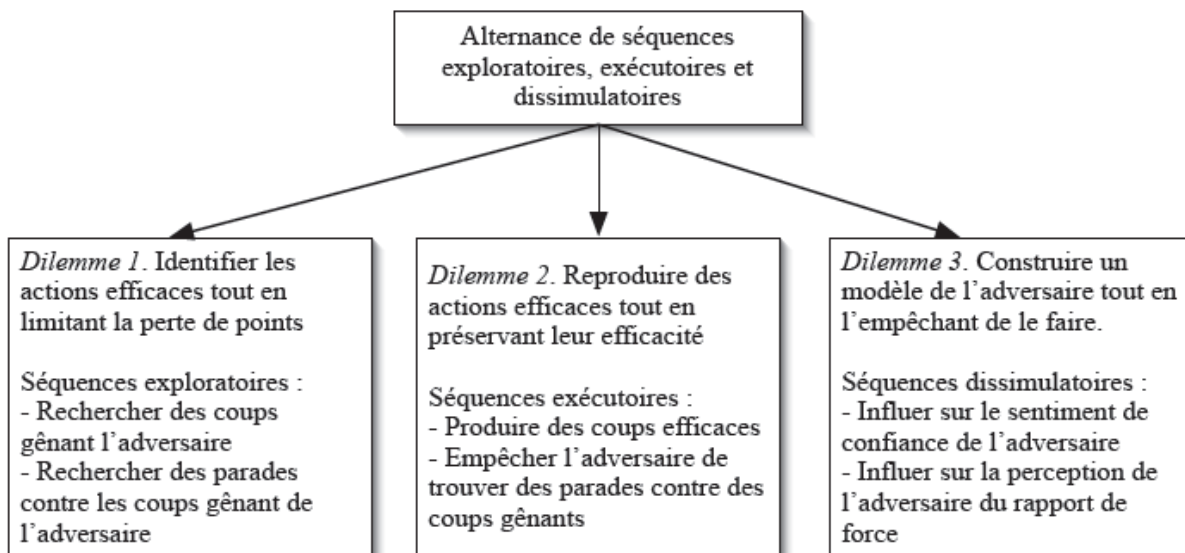 Alternance de séquences
exploratoires, exécutoires et
dissimulatoires
Dilemme 1. Identifier les
actions efficaces tout en
limitant la perte de points
Séquences exploratoires :
- Rechercher des coups
gênant l’adversaire
- Rechercher des parades
contre les coups gênant de
l’adversaire
Dilemme 2. Reproduire des
actions efficaces tout en
préservant leur efficacité
Séquences exécutoires :
- Produire des coups efficaces
- Empêcher l’adversaire de
trouver des parades contre des
coups gênants
Dilemme 3. Construire un
modèle de l’adversaire tout en
l’empêchant de le faire.
Séquences dissimulatoires :
- Influer sur le sentiment de
confiance de l’adversaire
- Influer sur la perception de
l’adversaire du rapport de
force